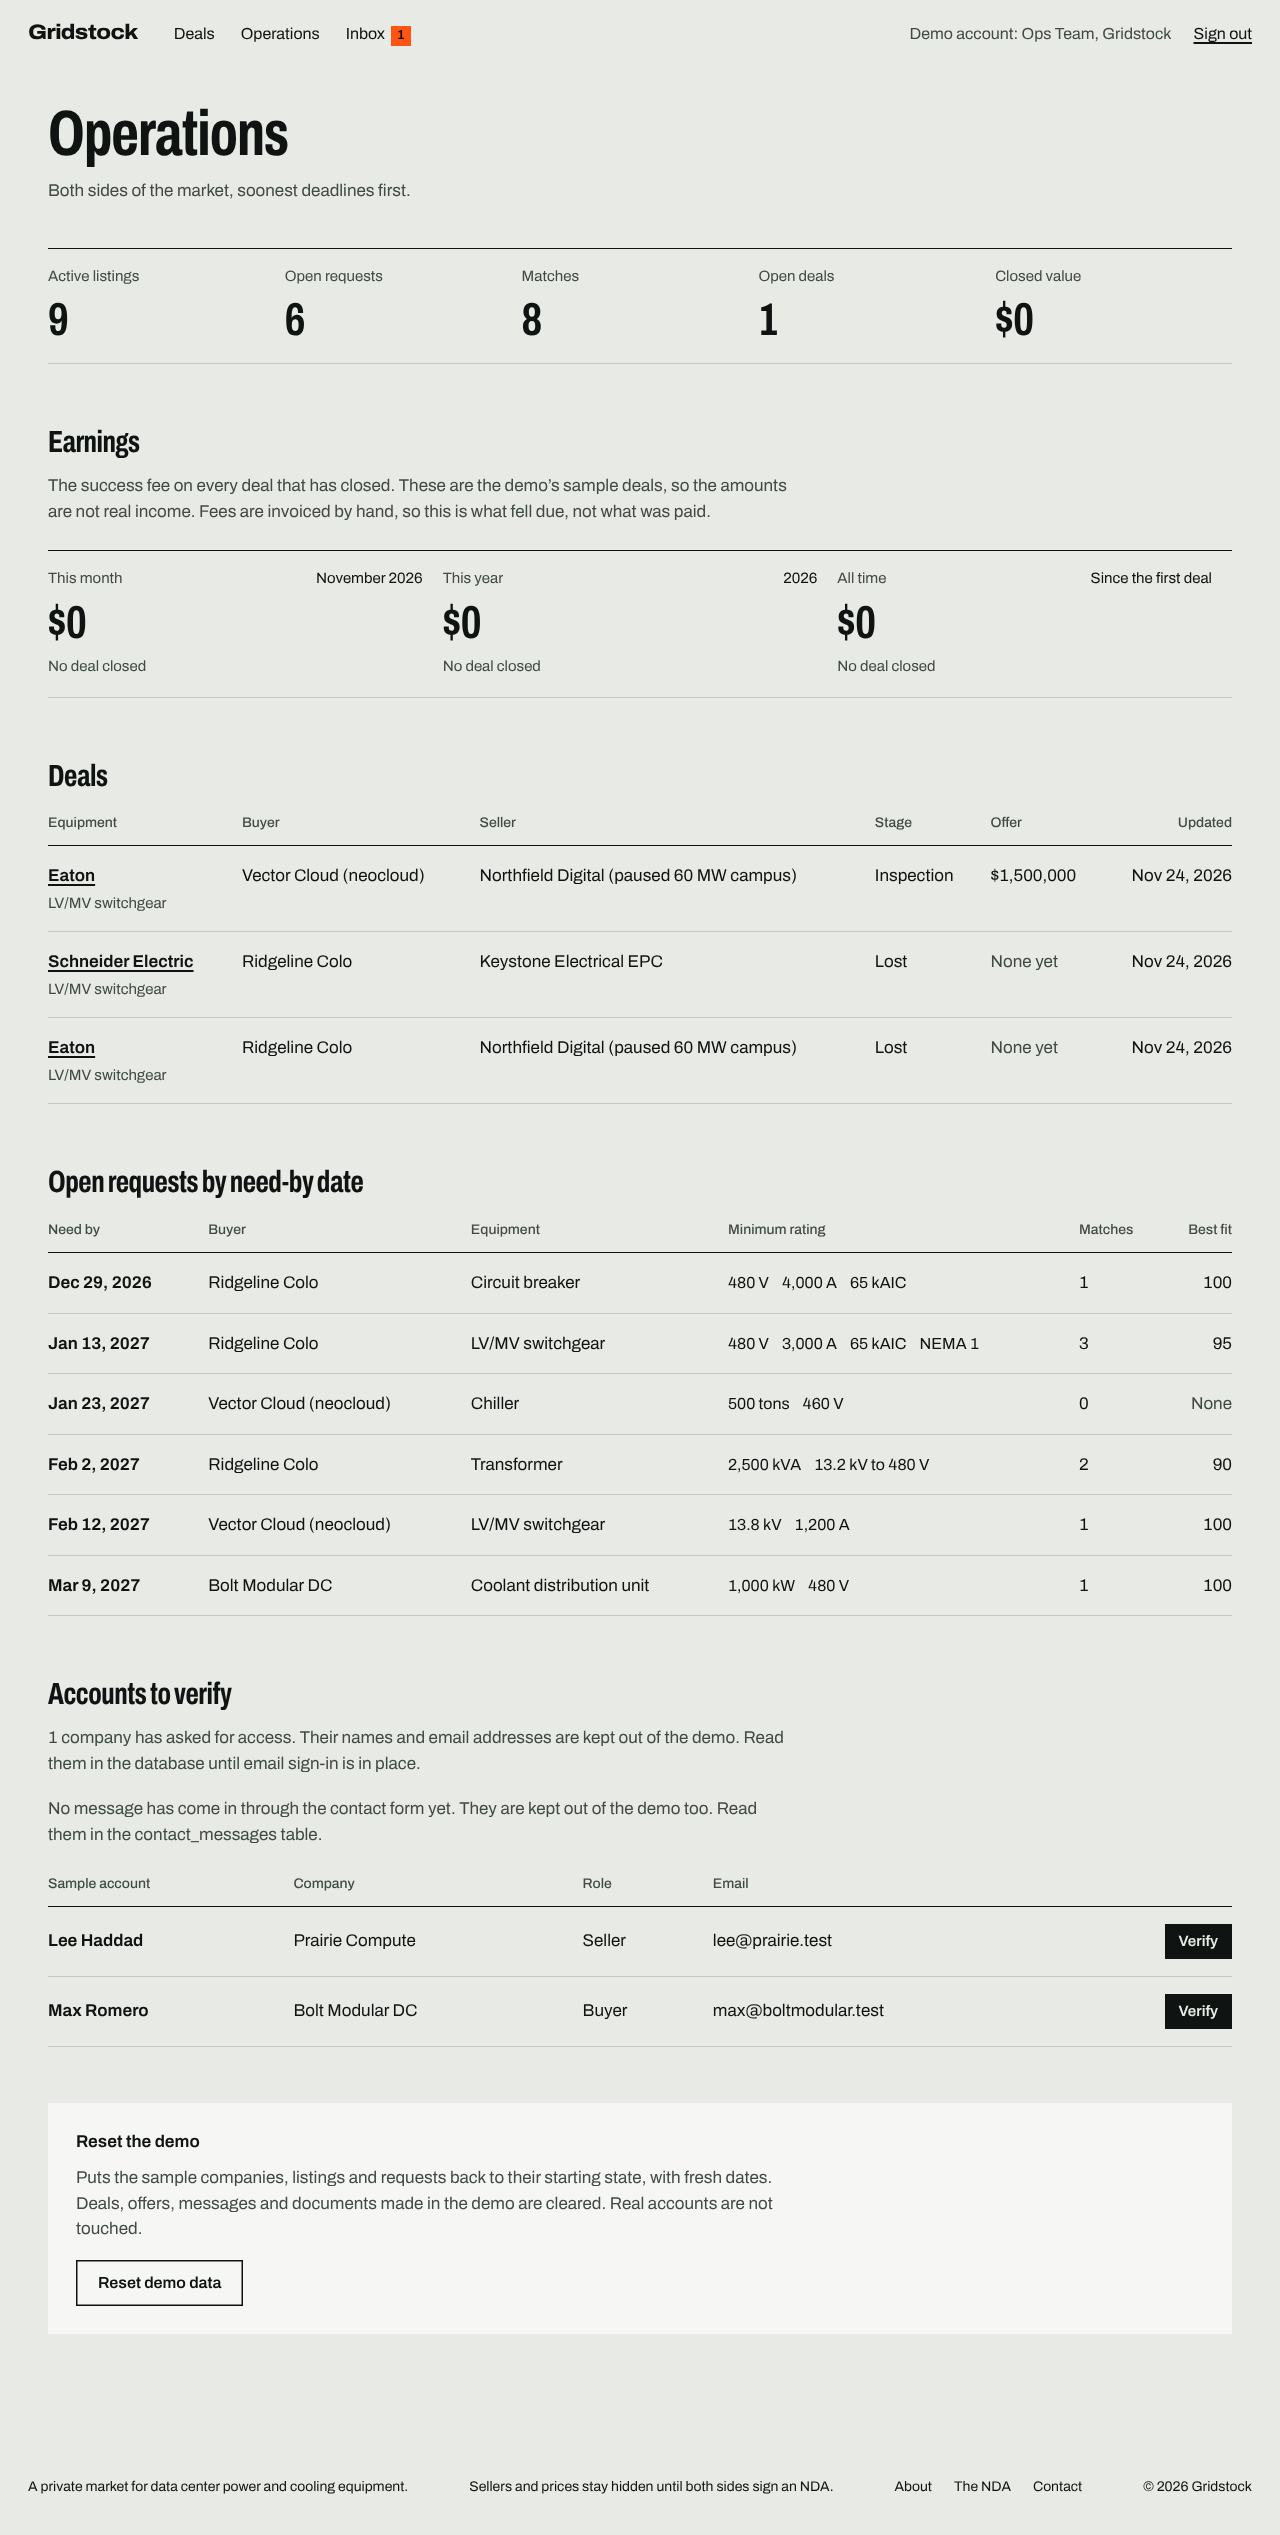 Gridstock Deals Operations Inbox 1 Demo account: Ops Team, Gridstock Sign out
Operations
Both sides of the market, soonest deadlines first.
Active listings Open requests Matches Open deals Closed value
9 6 8 1 $0
Earnings
The success fee on every deal that has closed. These are the demo’s sample deals, so the amounts
are not real income. Fees are invoiced by hand, so this is what fell due, not what was paid.
This month November 2026 This year 2026 All time Since the first deal
$0 $0 $0
No deal closed No deal closed No deal closed
Deals
Equipment Buyer Seller Stage Offer Updated
Eaton Vector Cloud (neocloud) Northfield Digital (paused 60 MW campus) Inspection $1,500,000 Nov 24, 2026
LV/MV switchgear
Schneider Electric Ridgeline Colo Keystone Electrical EPC Lost None yet Nov 24, 2026
LV/MV switchgear
Eaton Ridgeline Colo Northfield Digital (paused 60 MW campus) Lost None yet Nov 24, 2026
LV/MV switchgear
Open requests by need-by date
Need by Buyer Equipment Minimum rating Matches Best fit
Dec 29, 2026 Ridgeline Colo Circuit breaker 480 V 4,000 A 65 kAIC 1 100
Jan 13, 2027 Ridgeline Colo LV/MV switchgear 480 V 3,000 A 65 kAIC NEMA 1 3 95
Jan 23, 2027 Vector Cloud (neocloud) Chiller 500 tons 460 V 0 None
Feb 2, 2027 Ridgeline Colo Transformer 2,500 kVA 13.2 kV to 480 V 2 90
Feb 12, 2027 Vector Cloud (neocloud) LV/MV switchgear 13.8 kV 1,200 A 1 100
Mar 9, 2027 Bolt Modular DC Coolant distribution unit 1,000 kW 480 V 1 100
Accounts to verify
1 company has asked for access. Their names and email addresses are kept out of the demo. Read
them in the database until email sign-in is in place.
No message has come in through the contact form yet. They are kept out of the demo too. Read
them in the contact_messages table.
Sample account Company Role Email
Lee Haddad Prairie Compute Seller lee@prairie.test Verify
Max Romero Bolt Modular DC Buyer max@boltmodular.test Verify
Reset the demo
Puts the sample companies, listings and requests back to their starting state, with fresh dates.
Deals, offers, messages and documents made in the demo are cleared. Real accounts are not
touched.
Reset demo data
A private market for data center power and cooling equipment. Sellers and prices stay hidden until both sides sign an NDA. About The NDA Contact © 2026 Gridstock